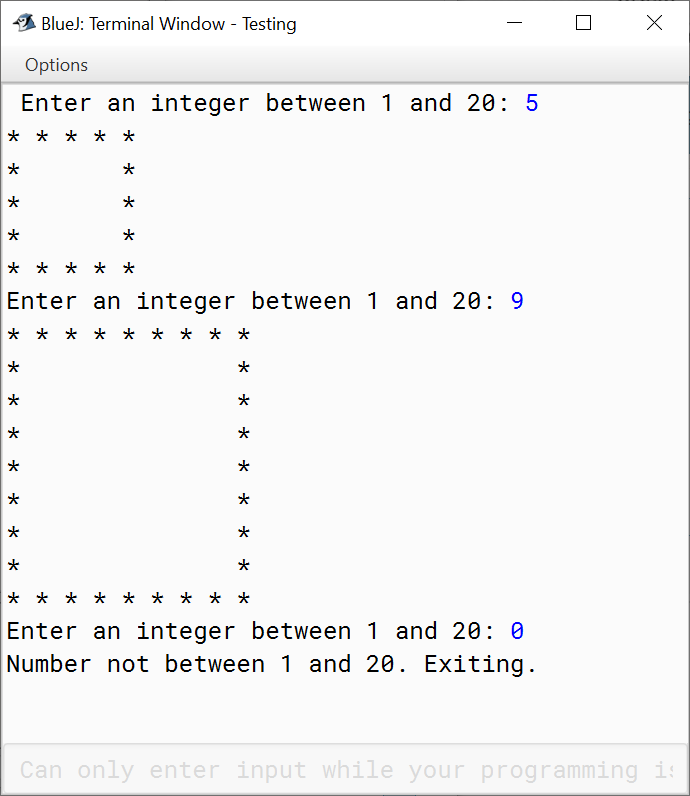 BlueJ: Terminal Window - Testing
Options
 Enter an integer between 1 and 20: 5
* * * * *
*       *
*       *
*       *
* * * * *
Enter an integer between 1 and 20: 9
* * * * * * * * *
*               *
*               *
*               *
*               *
*               *
*               *
*               *
* * * * * * * * *
Enter an integer between 1 and 20: 0
Number not between 1 and 20. Exiting.
Can only enter input while your programming is